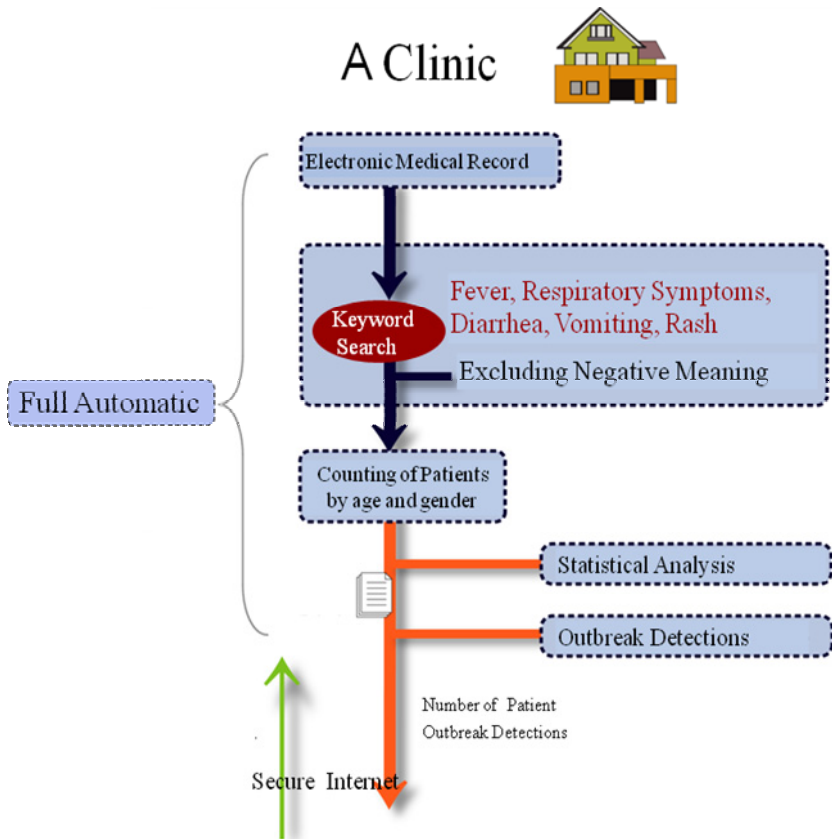 A Clinic
Electronic Medical Record
Fever, Respiratory Symptoms,
Diarrhea, Vomiting, Rash
Keyword
Search
Excluding Negative Meaning
Full Automatic
Counting of Patients
by age and gender
Statistical Analysis
Outbreak Detections
Number of Patient
Outbreak Detections
Secure Internet